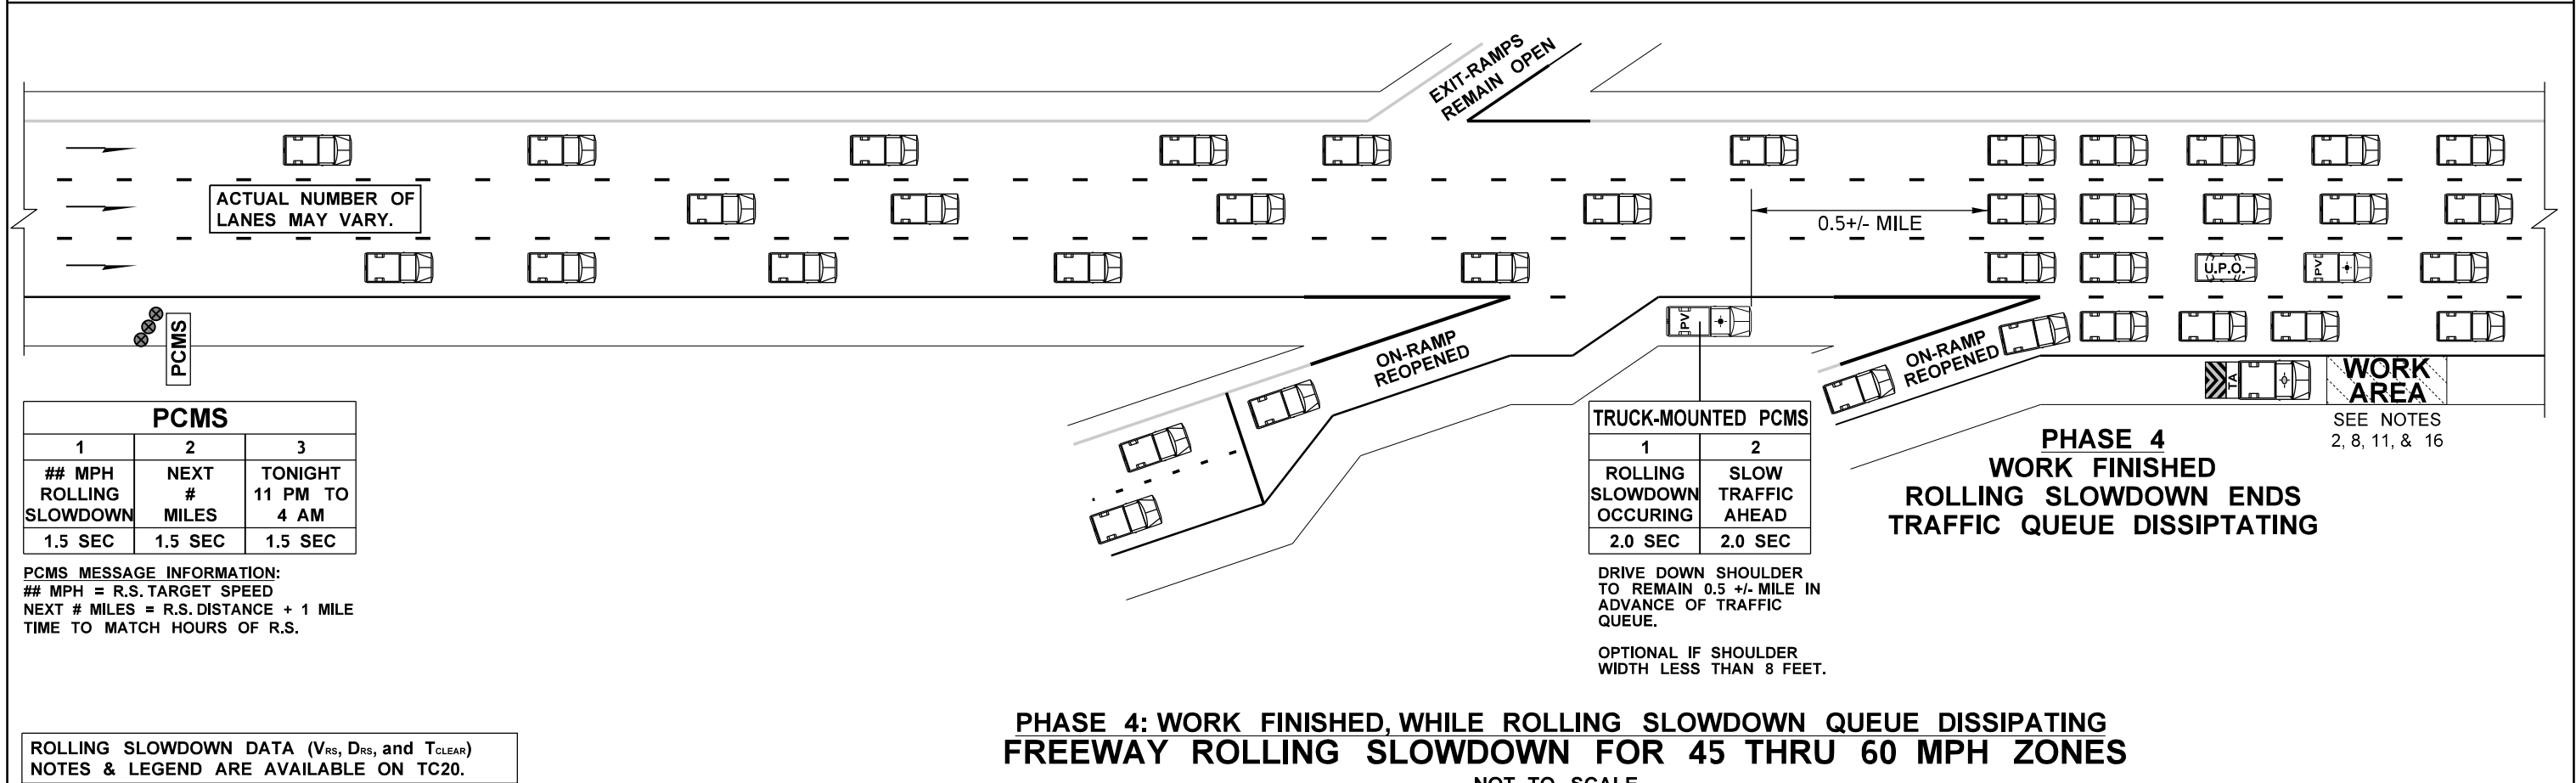 EXIT-RAMPS
REMAIN OPEN
ACTUAL NUMBER OF
LANES MAY VARY.
0.5+/- MILE
U.P.O.
PV
PCMS
PV
ON-RAMP
REOPENED
ON-RAMP
REOPENED
TA
WORK
AREA
SEE NOTES
2, 8, 11, & 16
PCMS
1 2 3
## MPH NEXT TONIGHT
ROLLING # 11 PM TO
SLOWDOWN MILES 4 AM
1.5 SEC 1.5 SEC 1.5 SEC
PCMS MESSAGE INFORMATION:
## MPH = R.S. TARGET SPEED
NEXT # MILES = R.S. DISTANCE + 1 MILE
TIME TO MATCH HOURS OF R.S.
TRUCK-MOUNTED PCMS
1 2
ROLLING SLOW
SLOWDOWN TRAFFIC
OCCURING AHEAD
2.0 SEC 2.0 SEC
DRIVE DOWN SHOULDER
TO REMAIN 0.5 +/- MILE IN
ADVANCE OF TRAFFIC
QUEUE.
OPTIONAL IF SHOULDER
WIDTH LESS THAN 8 FEET.
PHASE 4
WORK FINISHED
ROLLING SLOWDOWN ENDS
TRAFFIC QUEUE DISSIPTATING
ROLLING SLOWDOWN DATA (VRS, DRS, and TCLEAR)
NOTES & LEGEND ARE AVAILABLE ON TC20.
PHASE 4: WORK FINISHED, WHILE ROLLING SLOWDOWN QUEUE DISSIPATING
FREEWAY ROLLING SLOWDOWN FOR 45 THRU 60 MPH ZONES
NOT TO SCALE